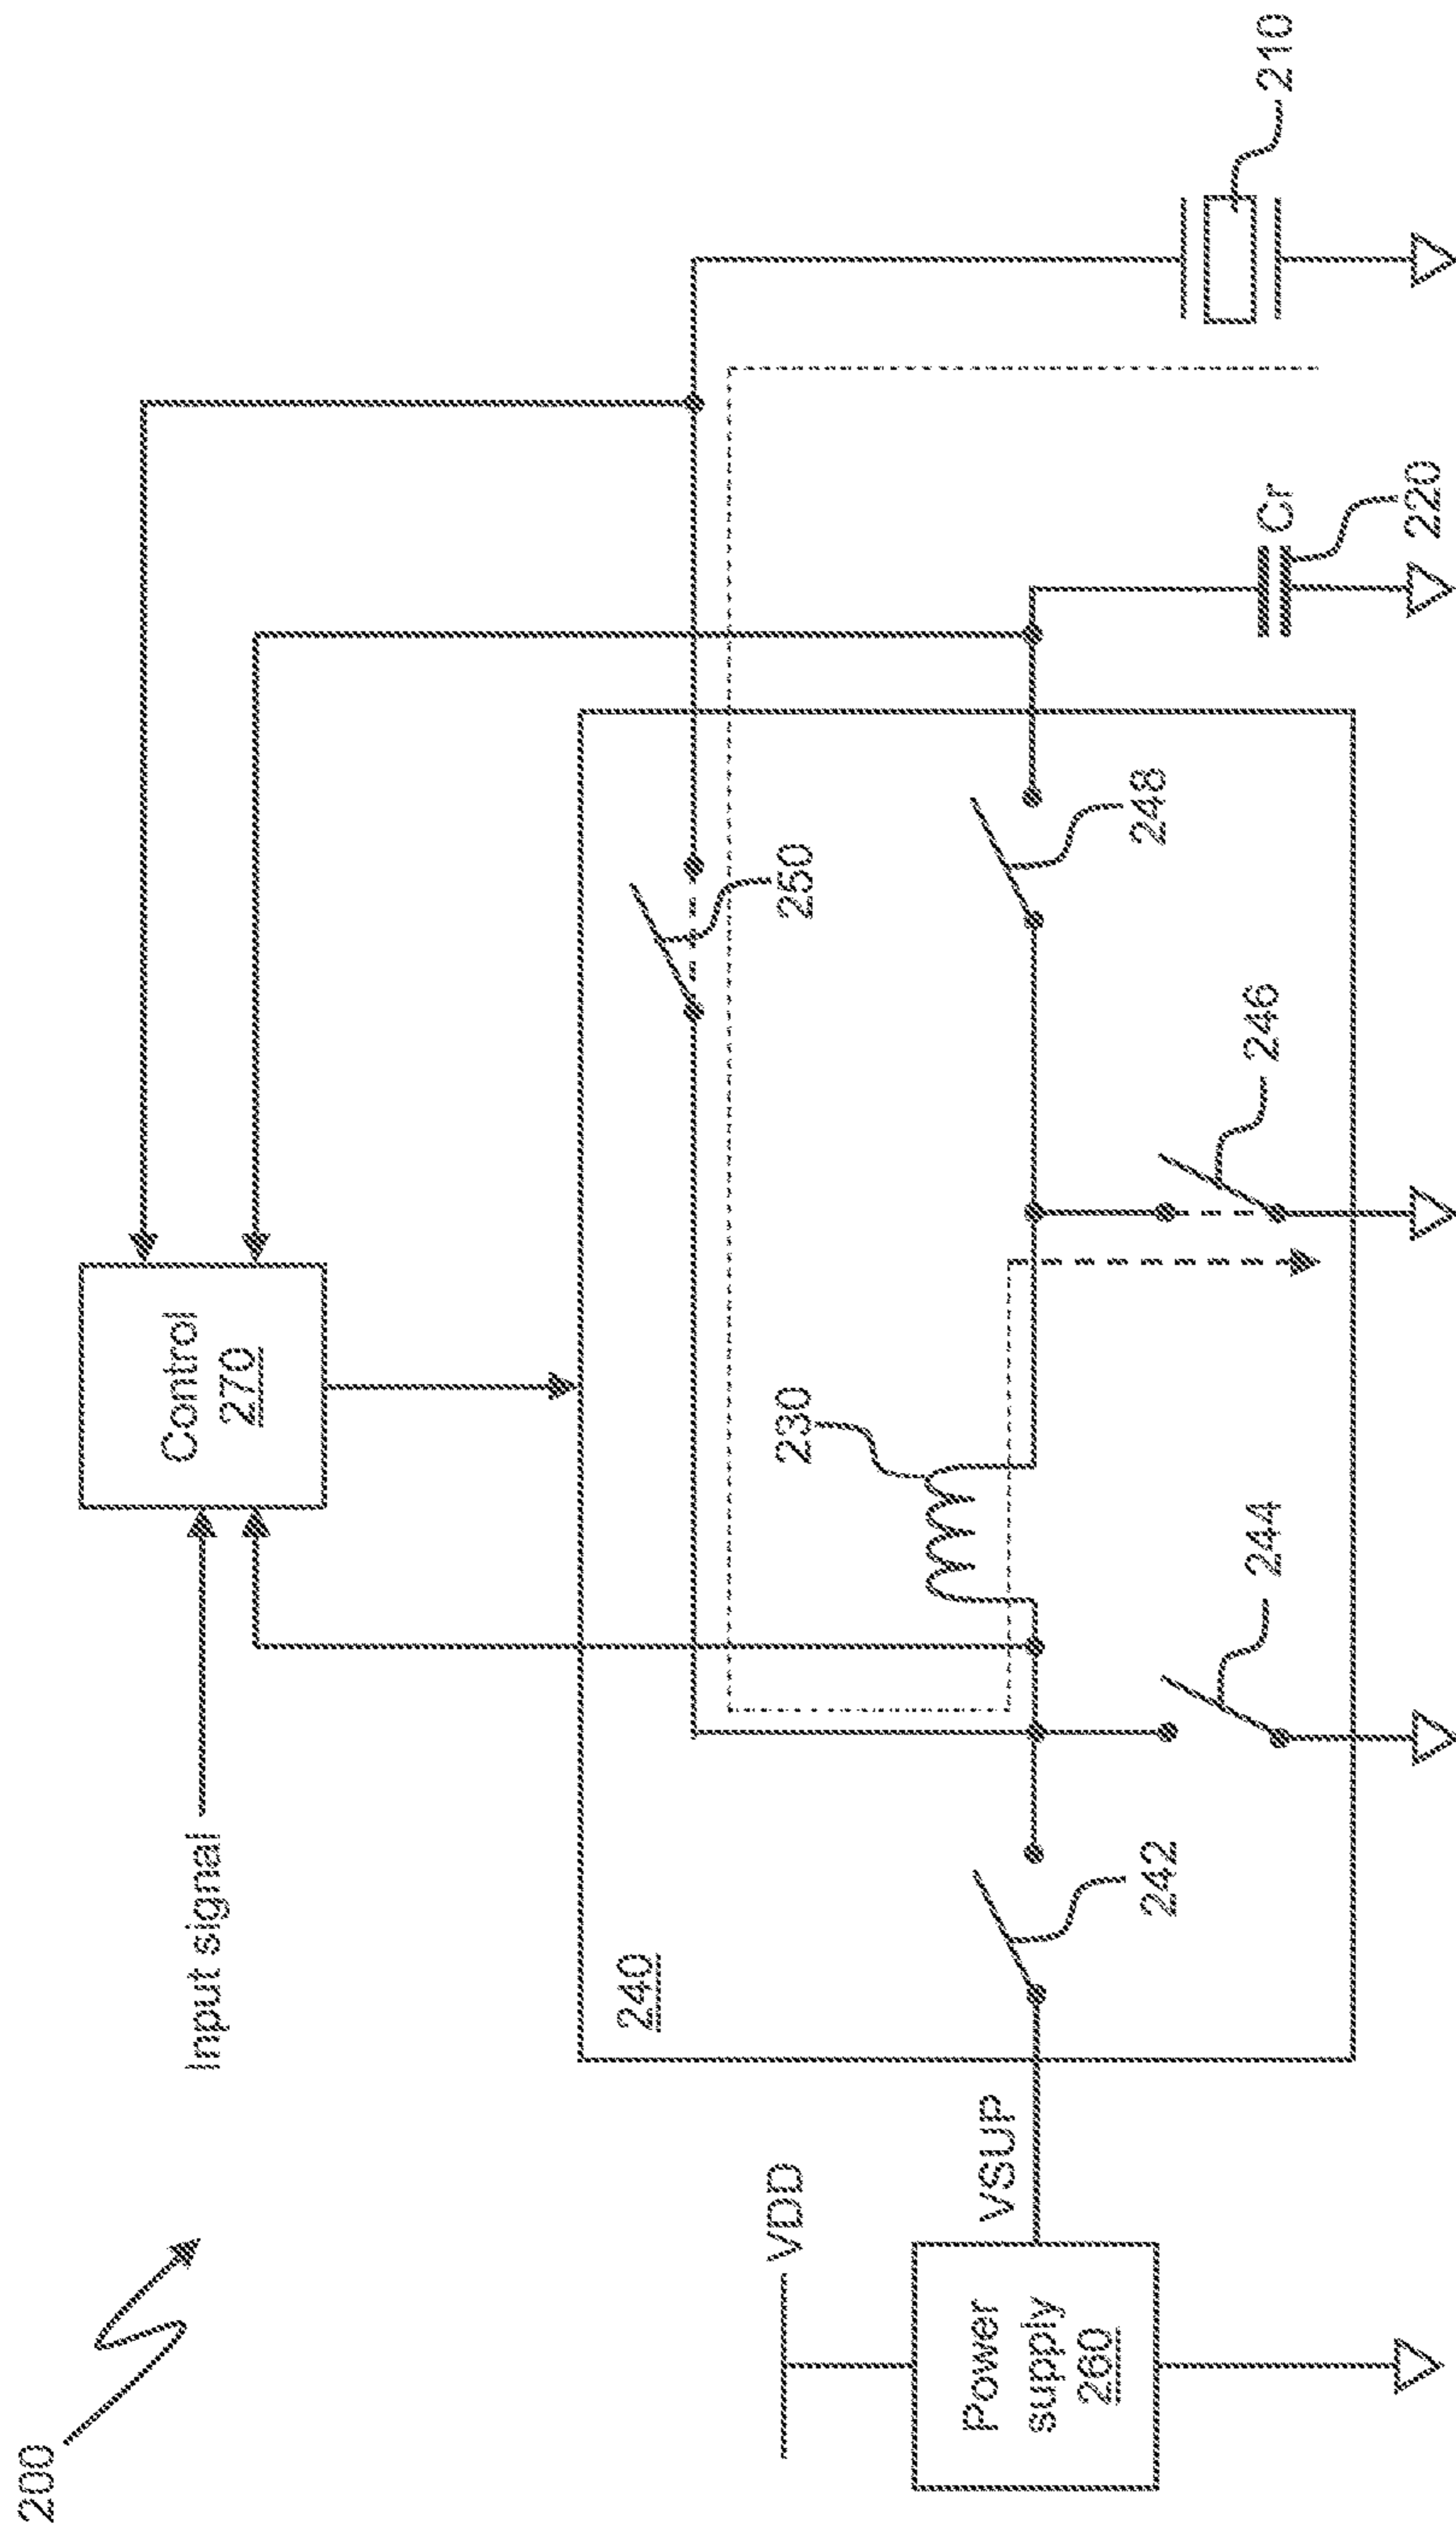 200
Input signal
Control
270
VDD
Power
supply
260
VSUP
240
242
244
230
246
248
250
Cr
220
210